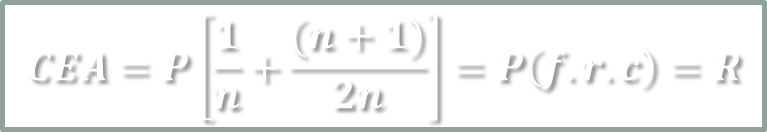 CEA = P [1/n + (n + 1)/2n] = P(f.r.c) = R